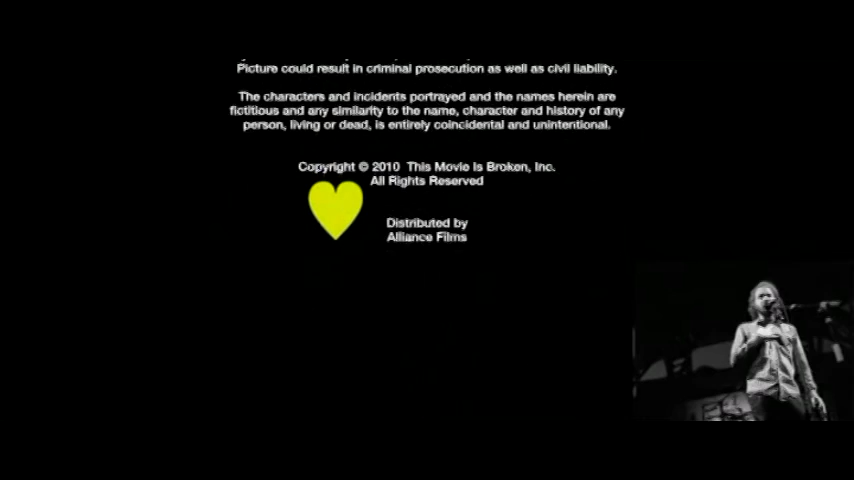 Picture could result in criminal prosecution as well as civil liability.
The characters and incidents portrayed and the names herein are
fictitious and any similarity to the name, character and history of any
person, living or dead, is entirely coincidental and unintentional.
Copyright © 2010 This Movie Is Broken, Inc.
All Rights Reserved
Distributed by
Alliance Films